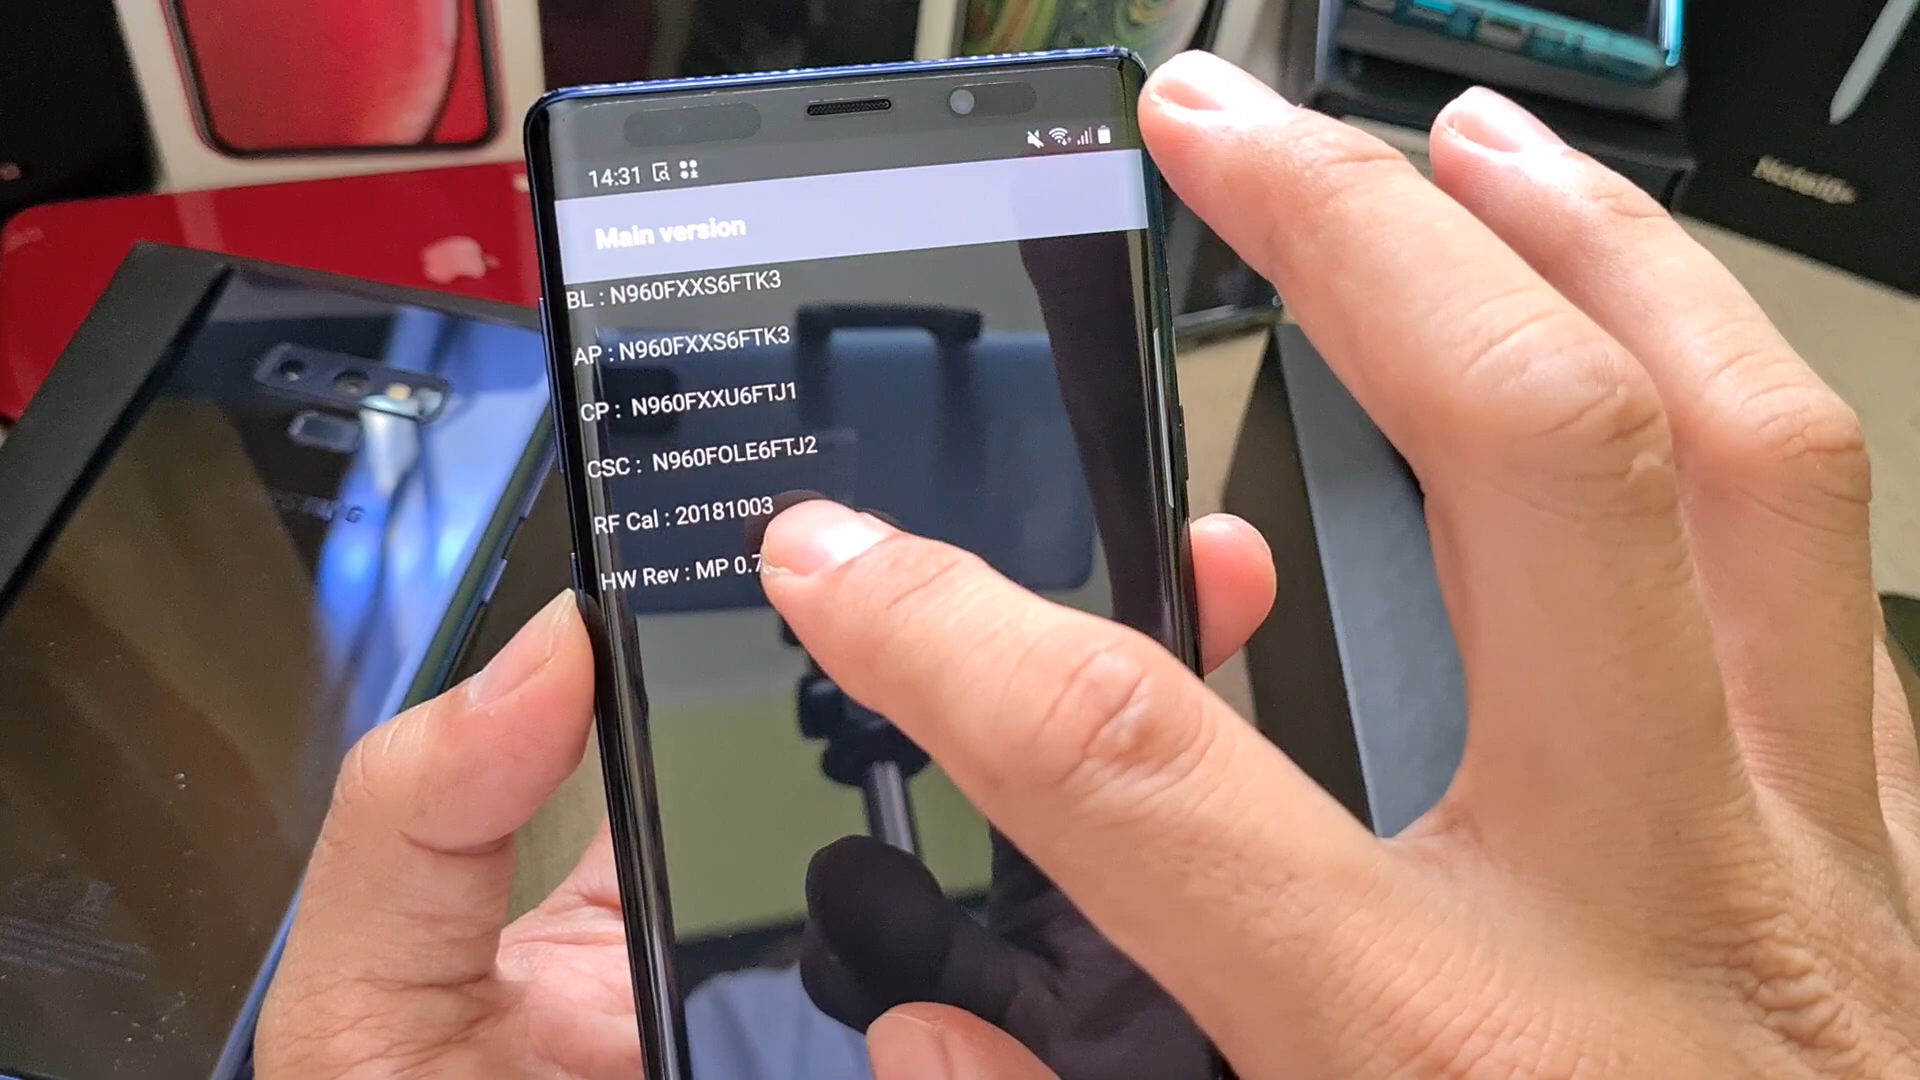 14:31
Main version
BL : N960FXXS6FTK3
AP : N960FXXS6FTK3
CP : N960FXXU6FTJ1
CSC : N960FOLE6FTJ2
RF Cal : 20181003
HW Rev : MP 0.7
Note10+